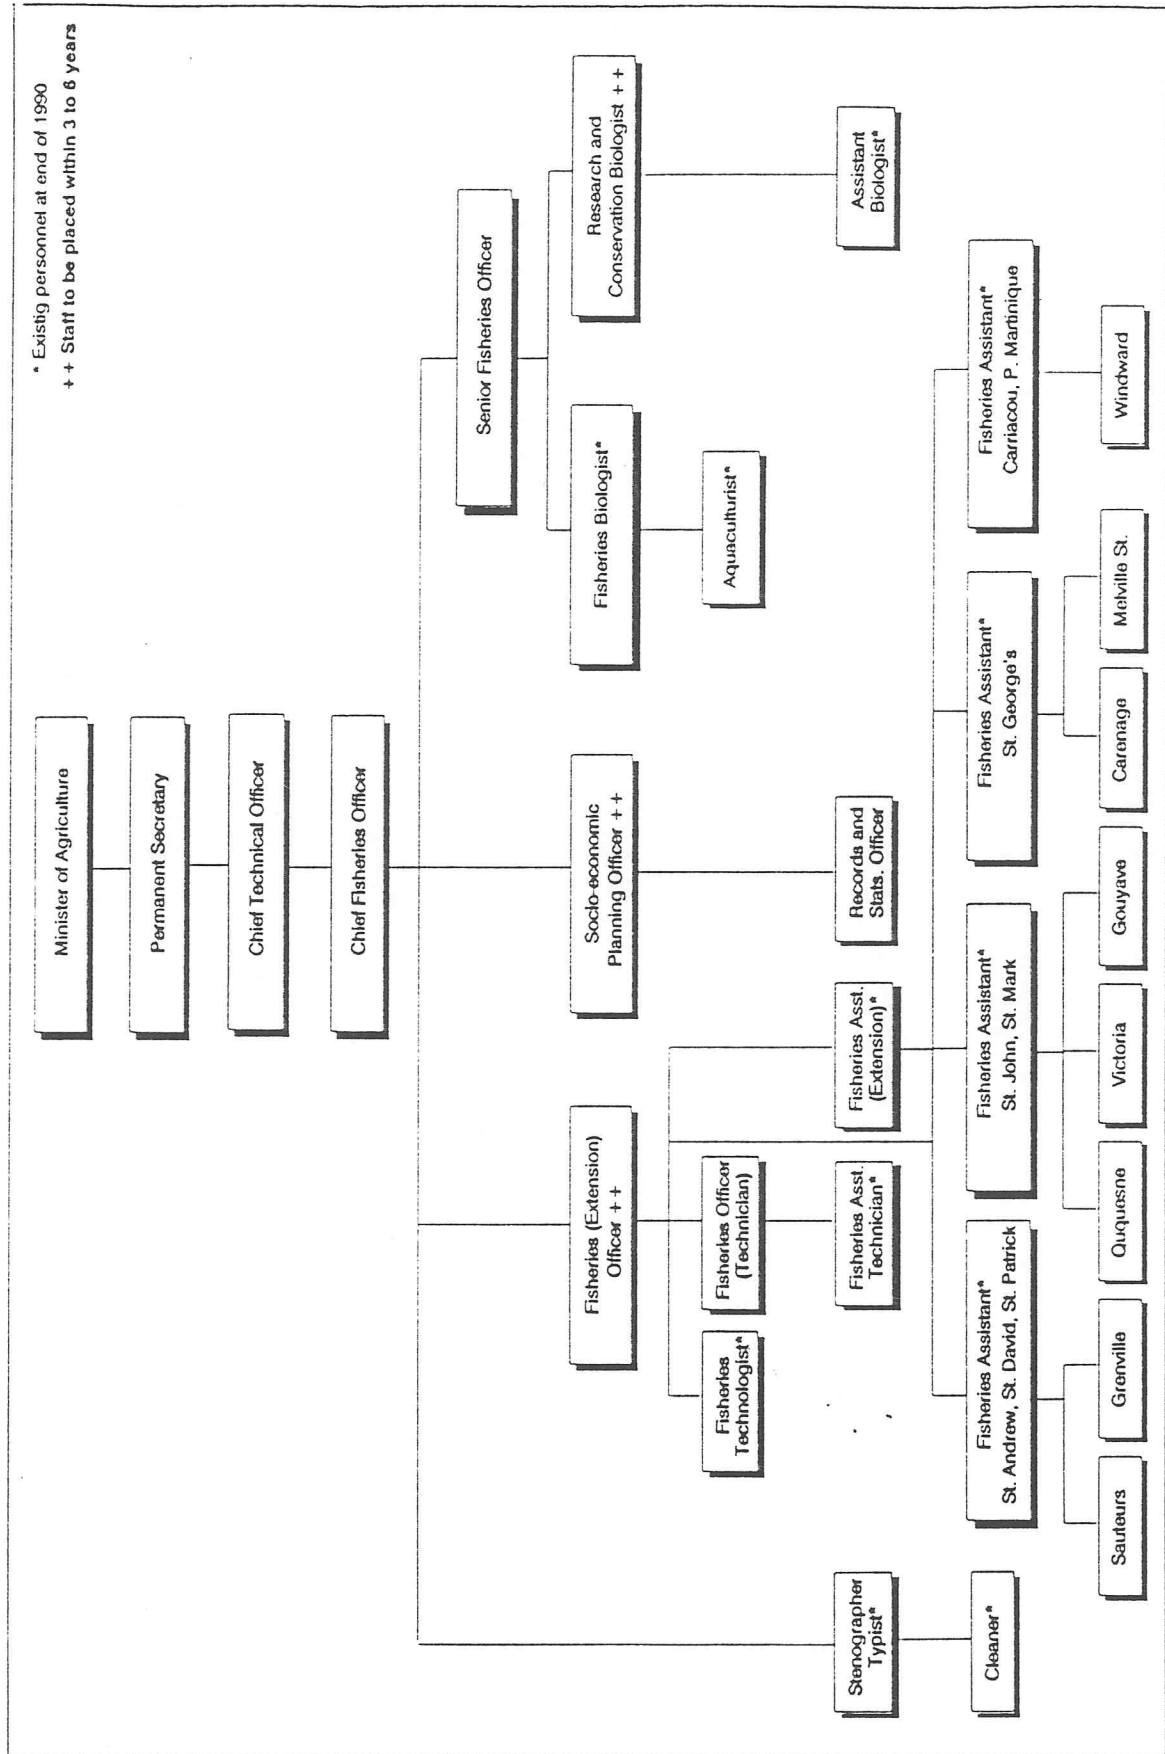 * Existig personnel at end of 1990
++ Staff to be placed within 3 to 6 years
Minister of Agriculture
Permanent Secretary
Chief Technical Officer
Chief Fisheries Officer
Senior Fisheries Officer
Fisheries (Extension)
Officer ++
Socio-economic
Planning Officer ++
Fisheries Biologist*
Research and
Conservation Biologist ++
Fisheries
Technologist*
Fisheries Officer
(Technician)
Aquaculturist*
Stenographer
Typist*
Fisheries Asst.
Technician*
Fisheries Asst.
(Extension)*
Records and
Stats. Officer
Assistant
Biologist*
Cleaner*
Fisheries Assistant*
St. Andrew, St. David, St. Patrick
Fisheries Assistant*
St. John, St. Mark
Fisheries Assistant*
St. George's
Fisheries Assistant*
Carriacou, P. Martinique
Sauteurs
Grenville
Ququesne
Victoria
Gouyave
Carenage
Melville St.
Windward